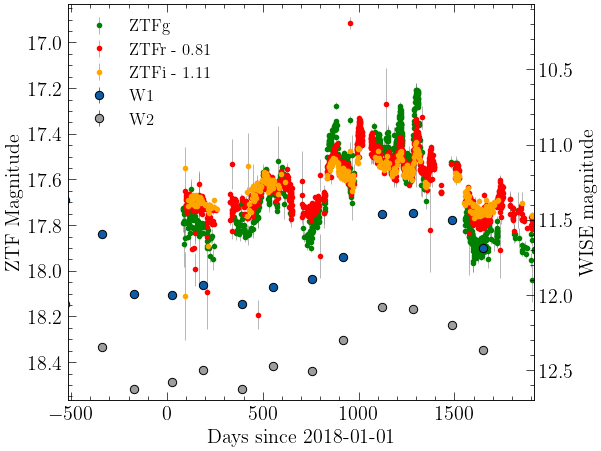 ZTFg
ZTFr - 0.81
ZTFi - 1.11
W1
W2
17.0
17.2
17.4
17.6
17.8
18.0
18.2
18.4
ZTF Magnitude
10.5
11.0
11.5
12.0
12.5
WISE magnitude
−500
0
500
1000
1500
Days since 2018-01-01